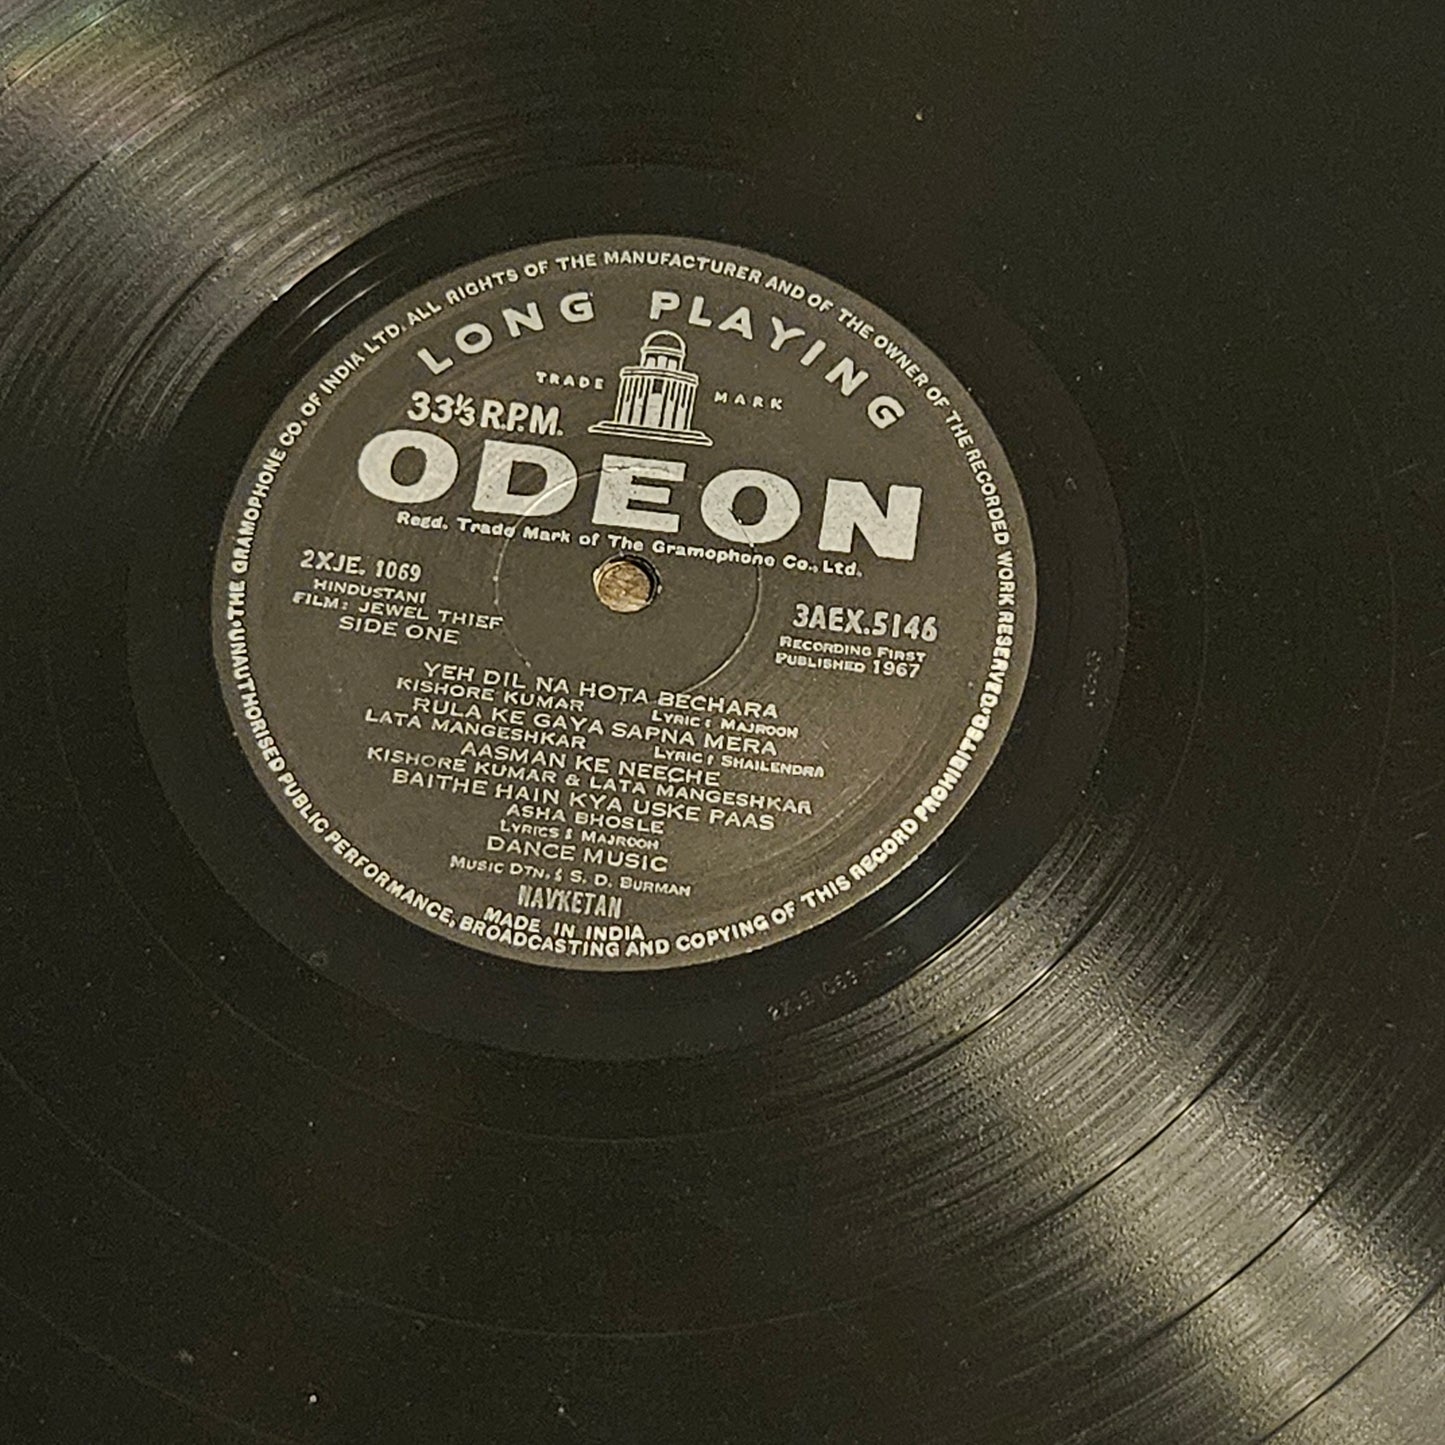 THE GRAMOPHONE CO. OF INDIA LTD. ALL RIGHTS OF THE MANUFACTURER AND OF THE OWNER OF THE RECORDED WORK RESERVED.
UNAUTHORISED PUBLIC PERFORMANCE, BROADCASTING AND COPYING OF THIS RECORD PROHIBITED.
LONG PLAYING
TRADE MARK
33⅓ R.P.M.
ODEON
Regd. Trade Mark of The Gramophone Co., Ltd.
2XJE. 1069
HINDUSTANI
FILM: JEWEL THIEF
SIDE ONE
3AEX.5146
RECORDING FIRST
PUBLISHED 1967
YEH DIL NA HOTA BECHARA
KISHORE KUMAR LYRIC: MAJROOH
RULA KE GAYA SAPNA MERA
LATA MANGESHKAR LYRIC: SHAILENDRA
AASMAN KE NEECHE
KISHORE KUMAR & LATA MANGESHKAR
BAITHE HAIN KYA USKE PAAS
ASHA BHOSLE
LYRICS: MAJROOH
DANCE MUSIC
MUSIC DTN.: S. D. BURMAN
NAVKETAN
MADE IN INDIA